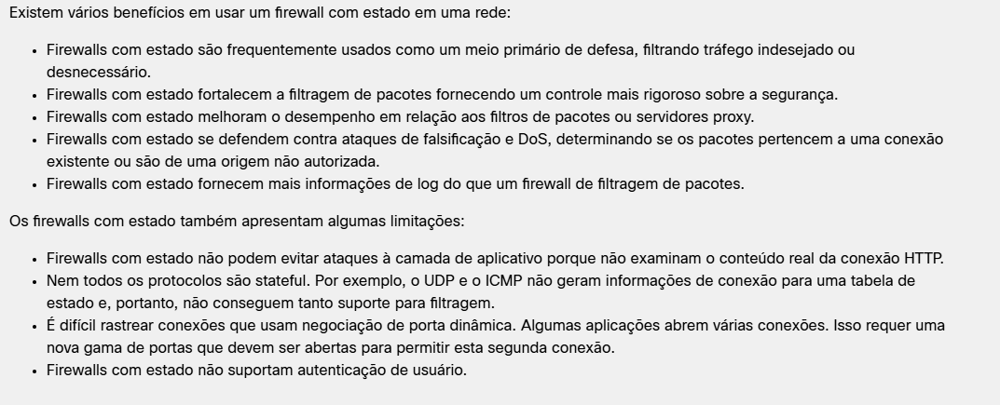 Existem vários benefícios em usar um firewall com estado em uma rede:
• Firewalls com estado são frequentemente usados como um meio primário de defesa, filtrando tráfego indesejado ou
desnecessário.
• Firewalls com estado fortalecem a filtragem de pacotes fornecendo um controle mais rigoroso sobre a segurança.
• Firewalls com estado melhoram o desempenho em relação aos filtros de pacotes ou servidores proxy.
• Firewalls com estado se defendem contra ataques de falsificação e DoS, determinando se os pacotes pertencem a uma conexão
existente ou são de uma origem não autorizada.
• Firewalls com estado fornecem mais informações de log do que um firewall de filtragem de pacotes.
Os firewalls com estado também apresentam algumas limitações:
• Firewalls com estado não podem evitar ataques à camada de aplicativo porque não examinam o conteúdo real da conexão HTTP.
• Nem todos os protocolos são stateful. Por exemplo, o UDP e o ICMP não geram informações de conexão para uma tabela de
estado e, portanto, não conseguem tanto suporte para filtragem.
• É difícil rastrear conexões que usam negociação de porta dinâmica. Algumas aplicações abrem várias conexões. Isso requer uma
nova gama de portas que devem ser abertas para permitir esta segunda conexão.
• Firewalls com estado não suportam autenticação de usuário.